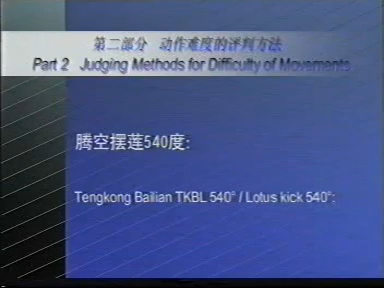 第二部分 动作难度的评判方法
Part 2 Judging Methods for Difficulty of Movements
腾空摆莲540度:
Tengkong Bailian TKBL 540° / Lotus kick 540°: